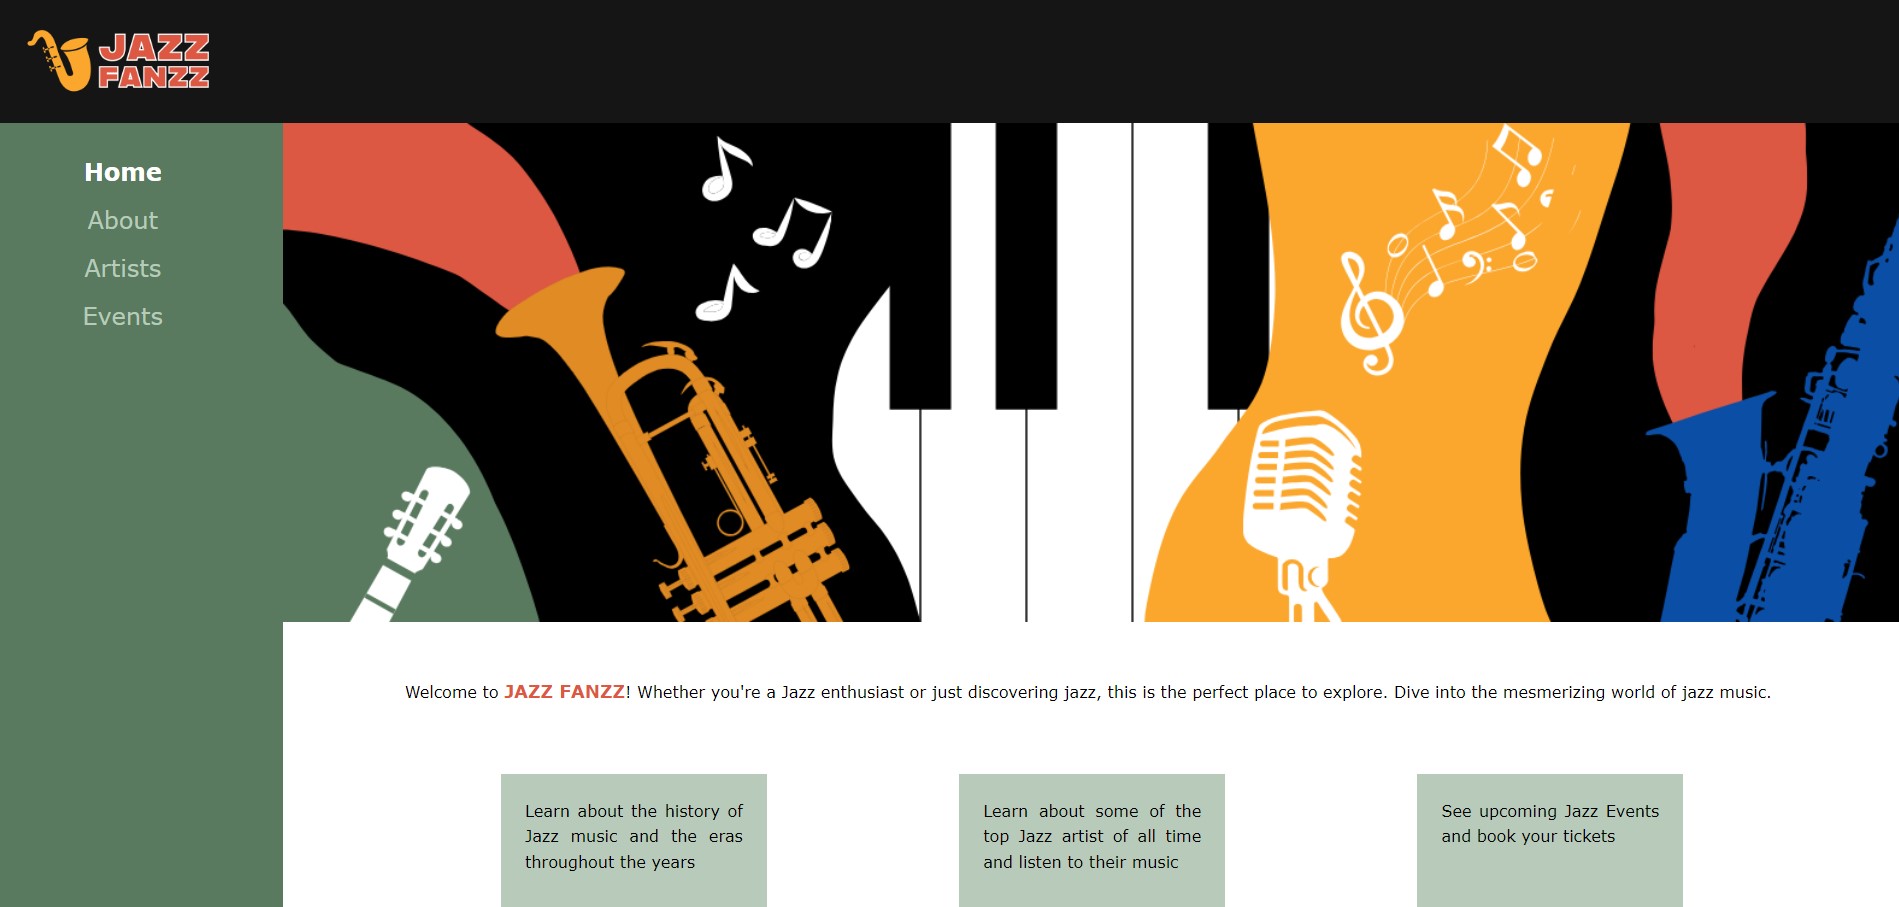 JAZZ
FANZZ
Home
About
Artists
Events
Welcome to JAZZ FANZZ! Whether you're a Jazz enthusiast or just discovering jazz, this is the perfect place to explore. Dive into the mesmerizing world of jazz music.
Learn about the history of
Jazz music and the eras
throughout the years
Learn about some of the
top Jazz artist of all time
and listen to their music
See upcoming Jazz Events
and book your tickets